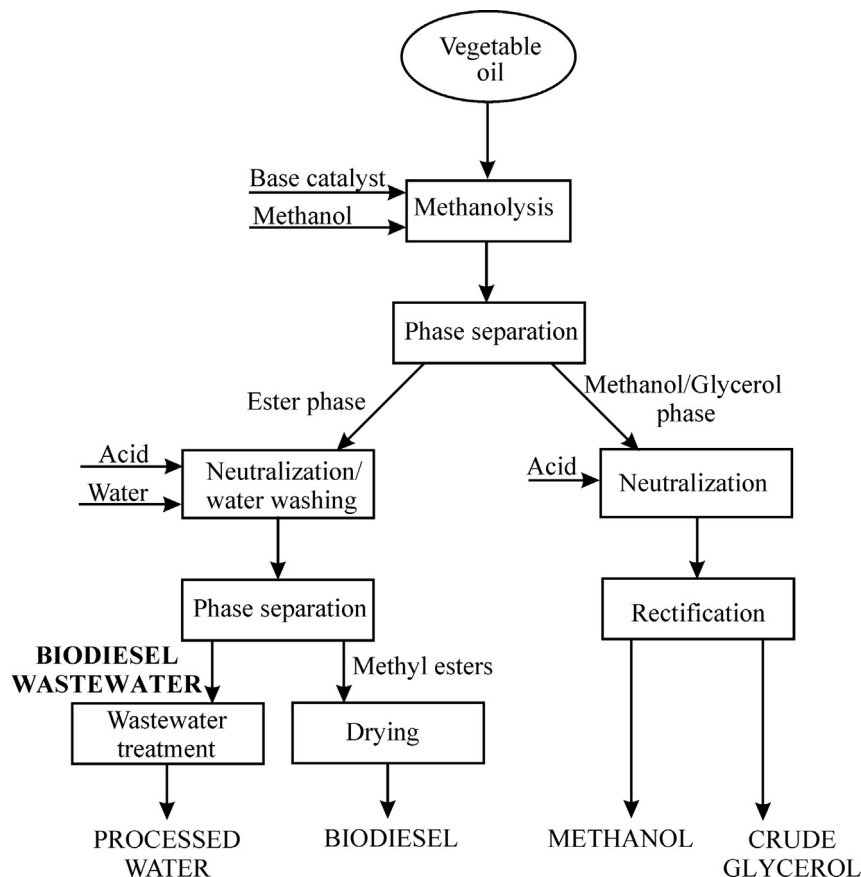 Vegetable
oil
Base catalyst
Methanol
Methanolysis
Phase separation
Ester phase
Methanol/Glycerol
phase
Acid
Water
Neutralization/
water washing
Acid
Neutralization
Phase separation
Rectification
BIODIESEL
WASTEWATER
Methyl esters
Wastewater
treatment
Drying
PROCESSED
WATER
BIODIESEL
METHANOL
CRUDE
GLYCEROL